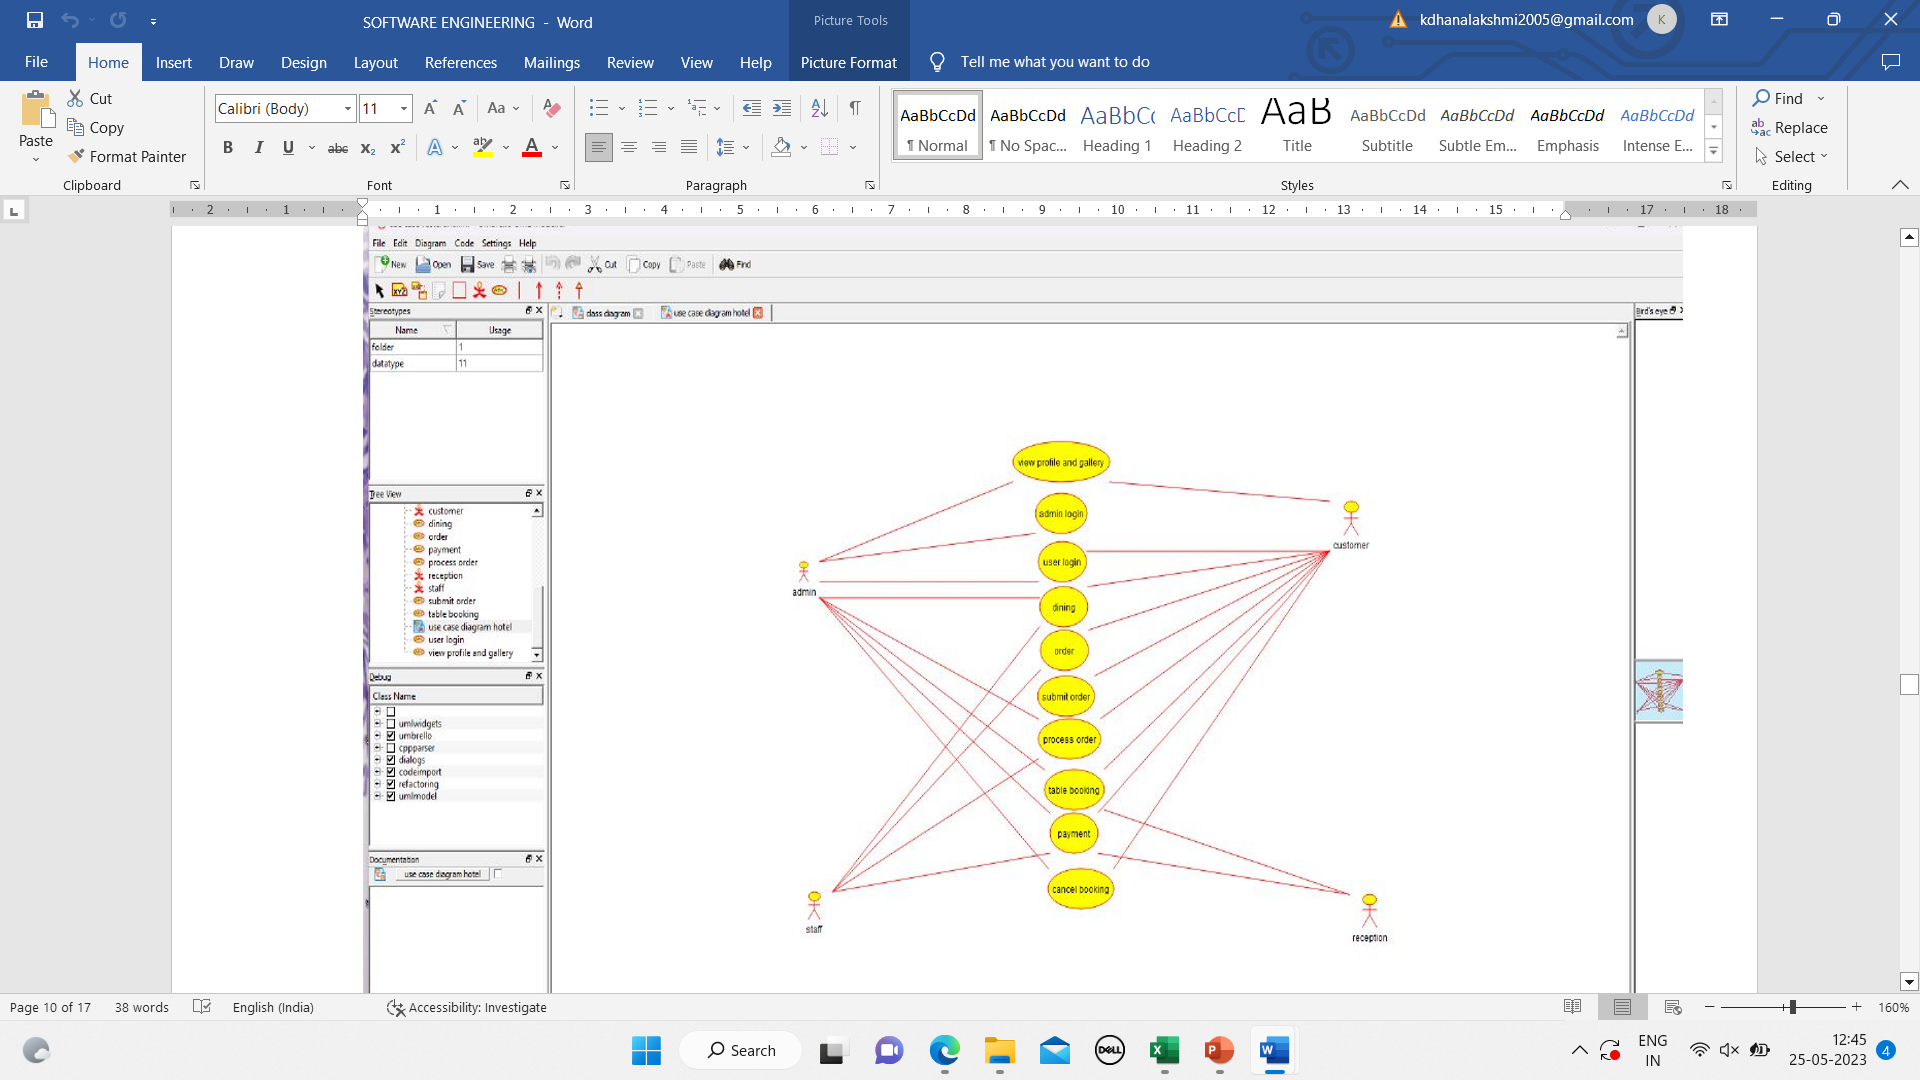 SOFTWARE ENGINEERING - Word
Picture Tools
kdhanalakshmi2005@gmail.com
K
File Home Insert Draw Design Layout References Mailings Review View Help Picture Format Tell me what you want to do
Paste
Cut
Copy
Format Painter
Clipboard
Calibri (Body) 11
Aa
B I U abc x₂ x² A ab A
Font
Paragraph
AaBbCcDd AaBbCcDd AaBbCc AaBbCcD AaB AaBbCcDd AaBbCcDd AaBbCcDd AaBbCcDd
¶ Normal ¶ No Spac... Heading 1 Heading 2 Title Subtitle Subtle Em... Emphasis Intense E...
Styles
Find
Replace
Select
Editing
L
2 1 1 2 3 4 5 6 7 8 9 10 11 12 13 14 15 17 18
File Edit Diagram Code Settings Help
New Open Save Cut Copy Paste Find
Stereotypes
Name Usage
folder 1
datatype 11
class diagram use case diagram hotel
Bird's eye
Tree View
customer
dining
order
payment
process order
reception
staff
submit order
table booking
use case diagram hotel
user login
view profile and gallery
Debug
Class Name
umlwidgets
umbrello
cppparser
dialogs
codeimport
refactoring
umlmodel
Documentation
use case diagram hotel
view profile and gallery
admin login
user login
dining
order
submit order
process order
table booking
payment
cancel booking
admin
customer
staff
reception
Page 10 of 17 38 words English (India) Accessibility: Investigate 160%
Search
DELL
ENG
IN
12:45
25-05-2023
4